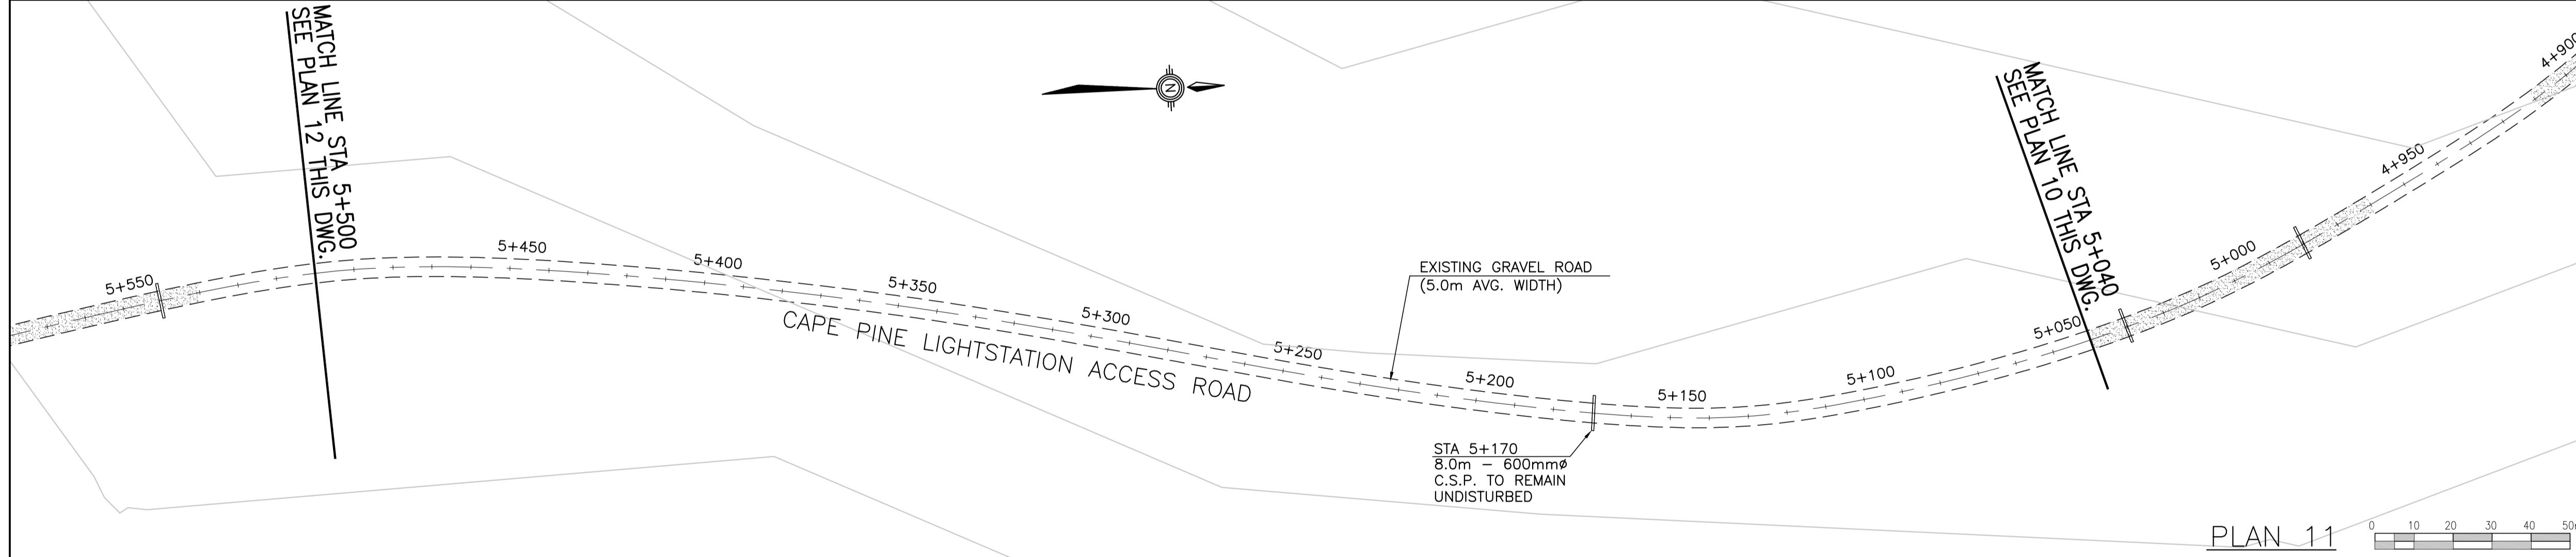 MATCH LINE STA 5+500
SEE PLAN 12 THIS DWG.
N
MATCH LINE STA 5+040
SEE PLAN 10 THIS DWG.
4+900
4+950
5+000
5+050
5+100
5+150
5+200
5+250
5+300
5+350
5+400
5+450
5+550
EXISTING GRAVEL ROAD
(5.0m AVG. WIDTH)
CAPE PINE LIGHTSTATION ACCESS ROAD
STA 5+170
8.0m – 600mmø
C.S.P. TO REMAIN
UNDISTURBED
PLAN 11
0 10 20 30 40 50m